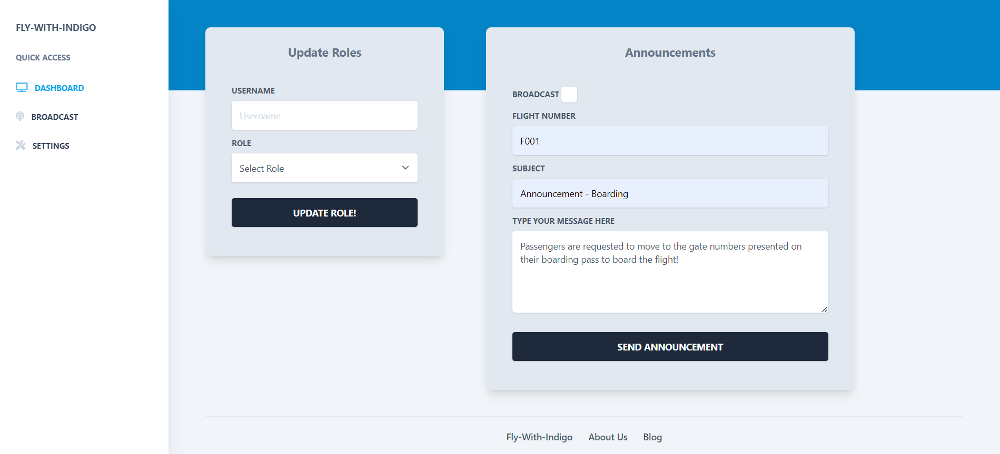 FLY-WITH-INDIGO
QUICK ACCESS
DASHBOARD
BROADCAST
SETTINGS
Update Roles
USERNAME
Username
ROLE
Select Role
UPDATE ROLE!
Announcements
BROADCAST
FLIGHT NUMBER
F001
SUBJECT
Announcement - Boarding
TYPE YOUR MESSAGE HERE
Passengers are requested to move to the gate numbers presented on
their boarding pass to board the flight!
SEND ANNOUNCEMENT
Fly-With-Indigo About Us Blog